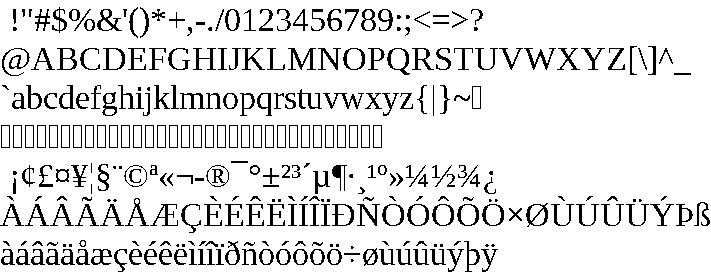 !"#$%&'()*+,-./0123456789:;<=>?
@ABCDEFGHIJKLMNOPQRSTUVWXYZ[\]^_
`abcdefghijklmnopqrstuvwxyz{|}~
¡¢£¤¥¦§¨©ª«¬-®¯°±²³´µ¶·¸¹º»¼½¾¿
ÀÁÂÃÄÅÆÇÈÉÊËÌÍÎÏÐÑÒÓÔÕÖ×ØÙÚÛÜÝÞß
àáâãäåæçèéêëìíîïðñòóôõö÷øùúûüýþÿ